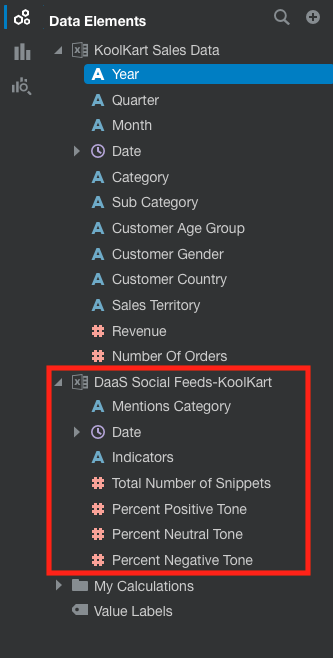 Data Elements
KoolKart Sales Data
A Year
A Quarter
A Month
Date
A Category
A Sub Category
A Customer Age Group
A Customer Gender
A Customer Country
A Sales Territory
# Revenue
# Number Of Orders
DaaS Social Feeds-KoolKart
A Mentions Category
Date
A Indicators
# Total Number of Snippets
# Percent Positive Tone
# Percent Neutral Tone
# Percent Negative Tone
My Calculations
Value Labels